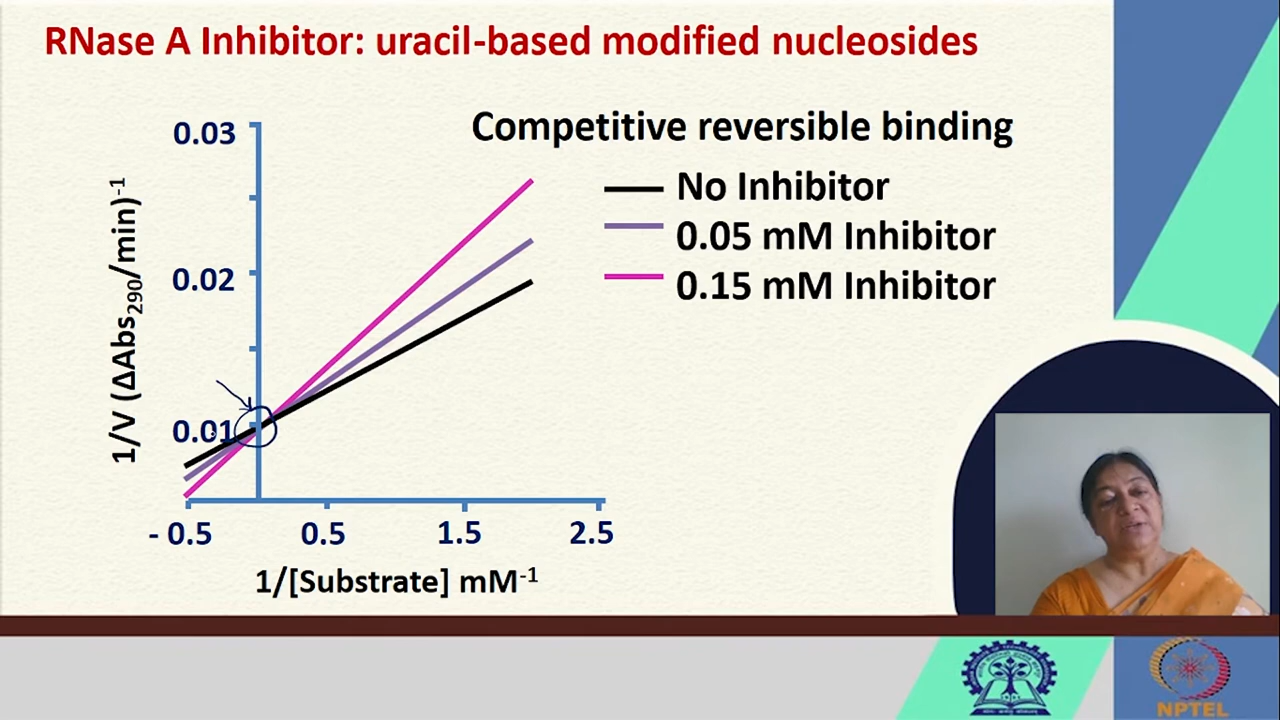 RNase A Inhibitor: uracil-based modified nucleosides
Competitive reversible binding
No Inhibitor
0.05 mM Inhibitor
0.15 mM Inhibitor
1/V (ΔAbs290/min)-1
0.03
0.02
0.01
- 0.5
0.5
1.5
2.5
1/[Substrate] mM-1
NPTEL